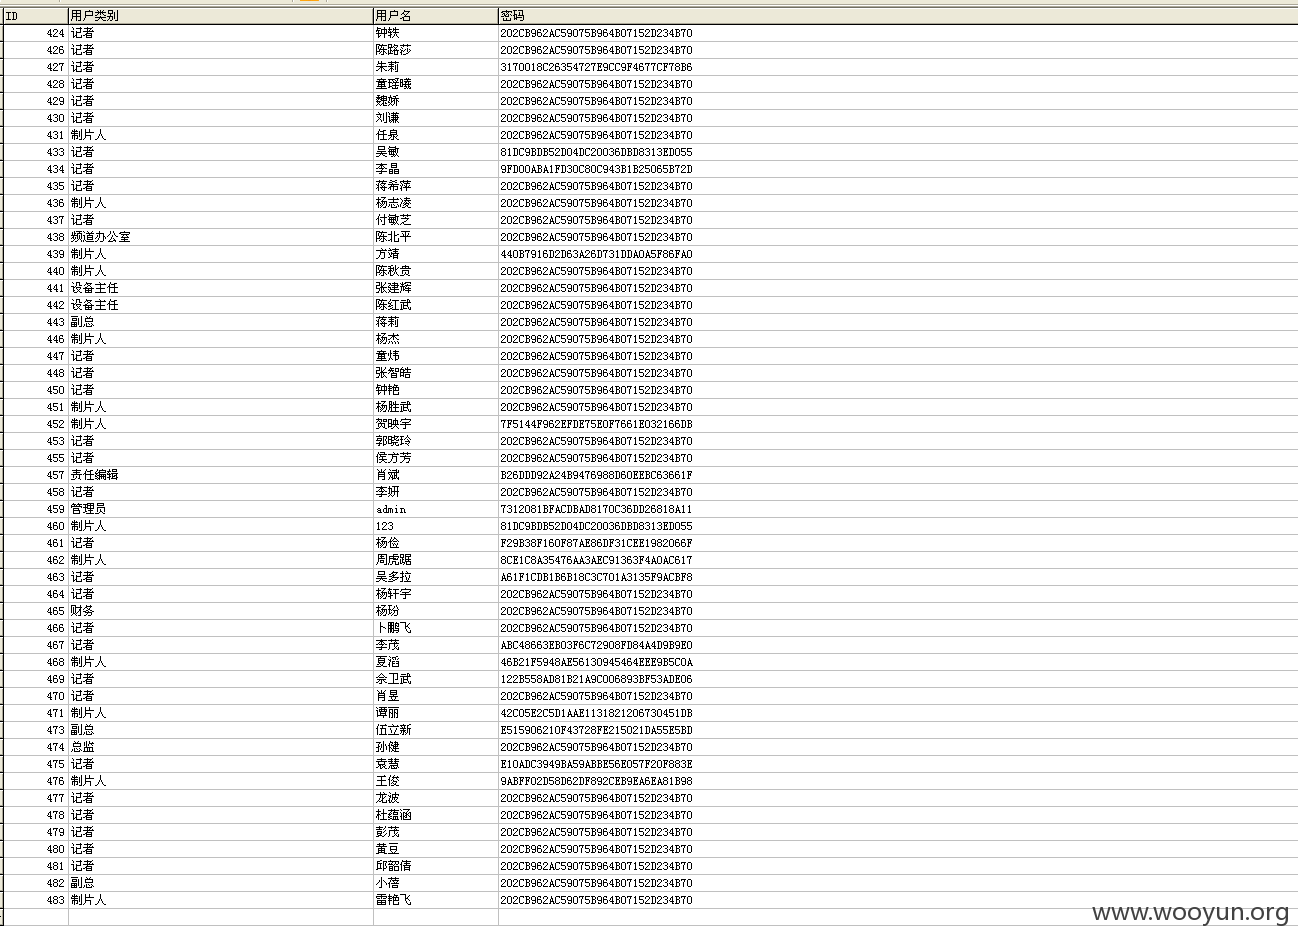 ID 用户类别 用户名 密码
424 记者 钟轶 202CB962AC59075B964B07152D234B70
426 记者 陈路莎 202CB962AC59075B964B07152D234B70
427 记者 朱莉 3170018C26354727E9CC9F4677CF78B6
428 记者 童瑶曦 202CB962AC59075B964B07152D234B70
429 记者 魏娇 202CB962AC59075B964B07152D234B70
430 记者 刘谦 202CB962AC59075B964B07152D234B70
431 制片人 任泉 202CB962AC59075B964B07152D234B70
433 记者 吴敏 81DC9BDB52D04DC20036DBD8313ED055
434 记者 李晶 9FD00ABA1FD30C80C943B1B25065B72D
435 记者 蒋希萍 202CB962AC59075B964B07152D234B70
436 制片人 杨志凌 202CB962AC59075B964B07152D234B70
437 记者 付敏芝 202CB962AC59075B964B07152D234B70
438 频道办公室 陈北平 202CB962AC59075B964B07152D234B70
439 制片人 方靖 440B7916D2D63A26D731DDA0A5F86FA0
440 制片人 陈秋贵 202CB962AC59075B964B07152D234B70
441 设备主任 张建辉 202CB962AC59075B964B07152D234B70
442 设备主任 陈红武 202CB962AC59075B964B07152D234B70
443 副总 蒋莉 202CB962AC59075B964B07152D234B70
446 制片人 杨杰 202CB962AC59075B964B07152D234B70
447 记者 童炜 202CB962AC59075B964B07152D234B70
448 记者 张智皓 202CB962AC59075B964B07152D234B70
450 记者 钟艳 202CB962AC59075B964B07152D234B70
451 制片人 杨胜武 202CB962AC59075B964B07152D234B70
452 制片人 贺映宇 7F5144F962EFDE75E0F7661E032166DB
453 记者 郭晓玲 202CB962AC59075B964B07152D234B70
455 记者 侯方芳 202CB962AC59075B964B07152D234B70
457 责任编辑 肖斌 B26DDD92A24B9476988D60EEBC63661F
458 记者 李妍 202CB962AC59075B964B07152D234B70
459 管理员 admin 7312081BFACDBAD8170C36DD26818A11
460 制片人 123 81DC9BDB52D04DC20036DBD8313ED055
461 记者 杨俭 F29B38F160F87AE86DF31CEE1982066F
462 制片人 周虎踞 8CE1C8A35476AA3AEC91363F4A0AC617
463 记者 吴多拉 A61F1CDB1B6B18C3C701A3135F9ACBF8
464 记者 杨轩宇 202CB962AC59075B964B07152D234B70
465 财务 杨玢 202CB962AC59075B964B07152D234B70
466 记者 卜鹏飞 202CB962AC59075B964B07152D234B70
467 记者 李茂 ABC48663EB03F6C72908FD84A4D9B9E0
468 制片人 夏滔 46B21F5948AE56130945464EEE9B5C0A
469 记者 佘卫武 122B558AD81B21A9C006893BF53ADE06
470 记者 肖昱 202CB962AC59075B964B07152D234B70
471 制片人 谭丽 42C05E2C5D1AAE1131821206730451DB
473 副总 伍立新 E515906210F43728FE215021DA55E5BD
474 总监 孙健 202CB962AC59075B964B07152D234B70
475 记者 袁慧 E10ADC3949BA59ABBE56E057F20F883E
476 制片人 王俊 9ABFF02D58D62DF892CEB9EA6EA81B98
477 记者 龙波 202CB962AC59075B964B07152D234B70
478 记者 杜蕴涵 202CB962AC59075B964B07152D234B70
479 记者 彭茂 202CB962AC59075B964B07152D234B70
480 记者 黄豆 202CB962AC59075B964B07152D234B70
481 记者 邱韶倩 202CB962AC59075B964B07152D234B70
482 副总 小蓓 202CB962AC59075B964B07152D234B70
483 制片人 雷艳飞 202CB962AC59075B964B07152D234B70
www.wooyun.org